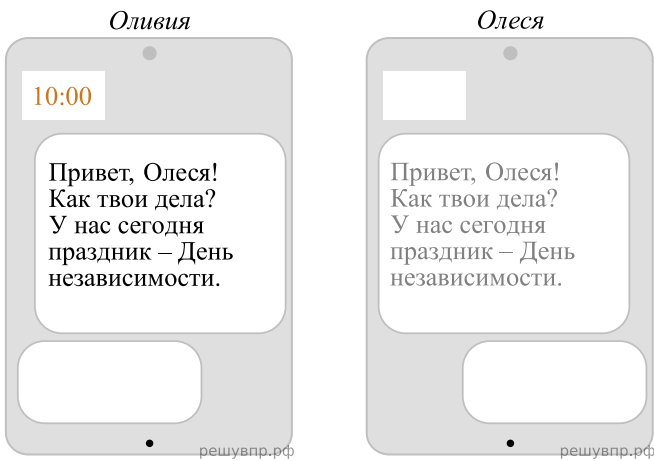 Оливия
10:00
Привет, Олеся!
Как твои дела?
У нас сегодня
праздник – День
независимости.
решувпр.рф
Олеся
Привет, Олеся!
Как твои дела?
У нас сегодня
праздник – День
независимости.
решувпр.рф